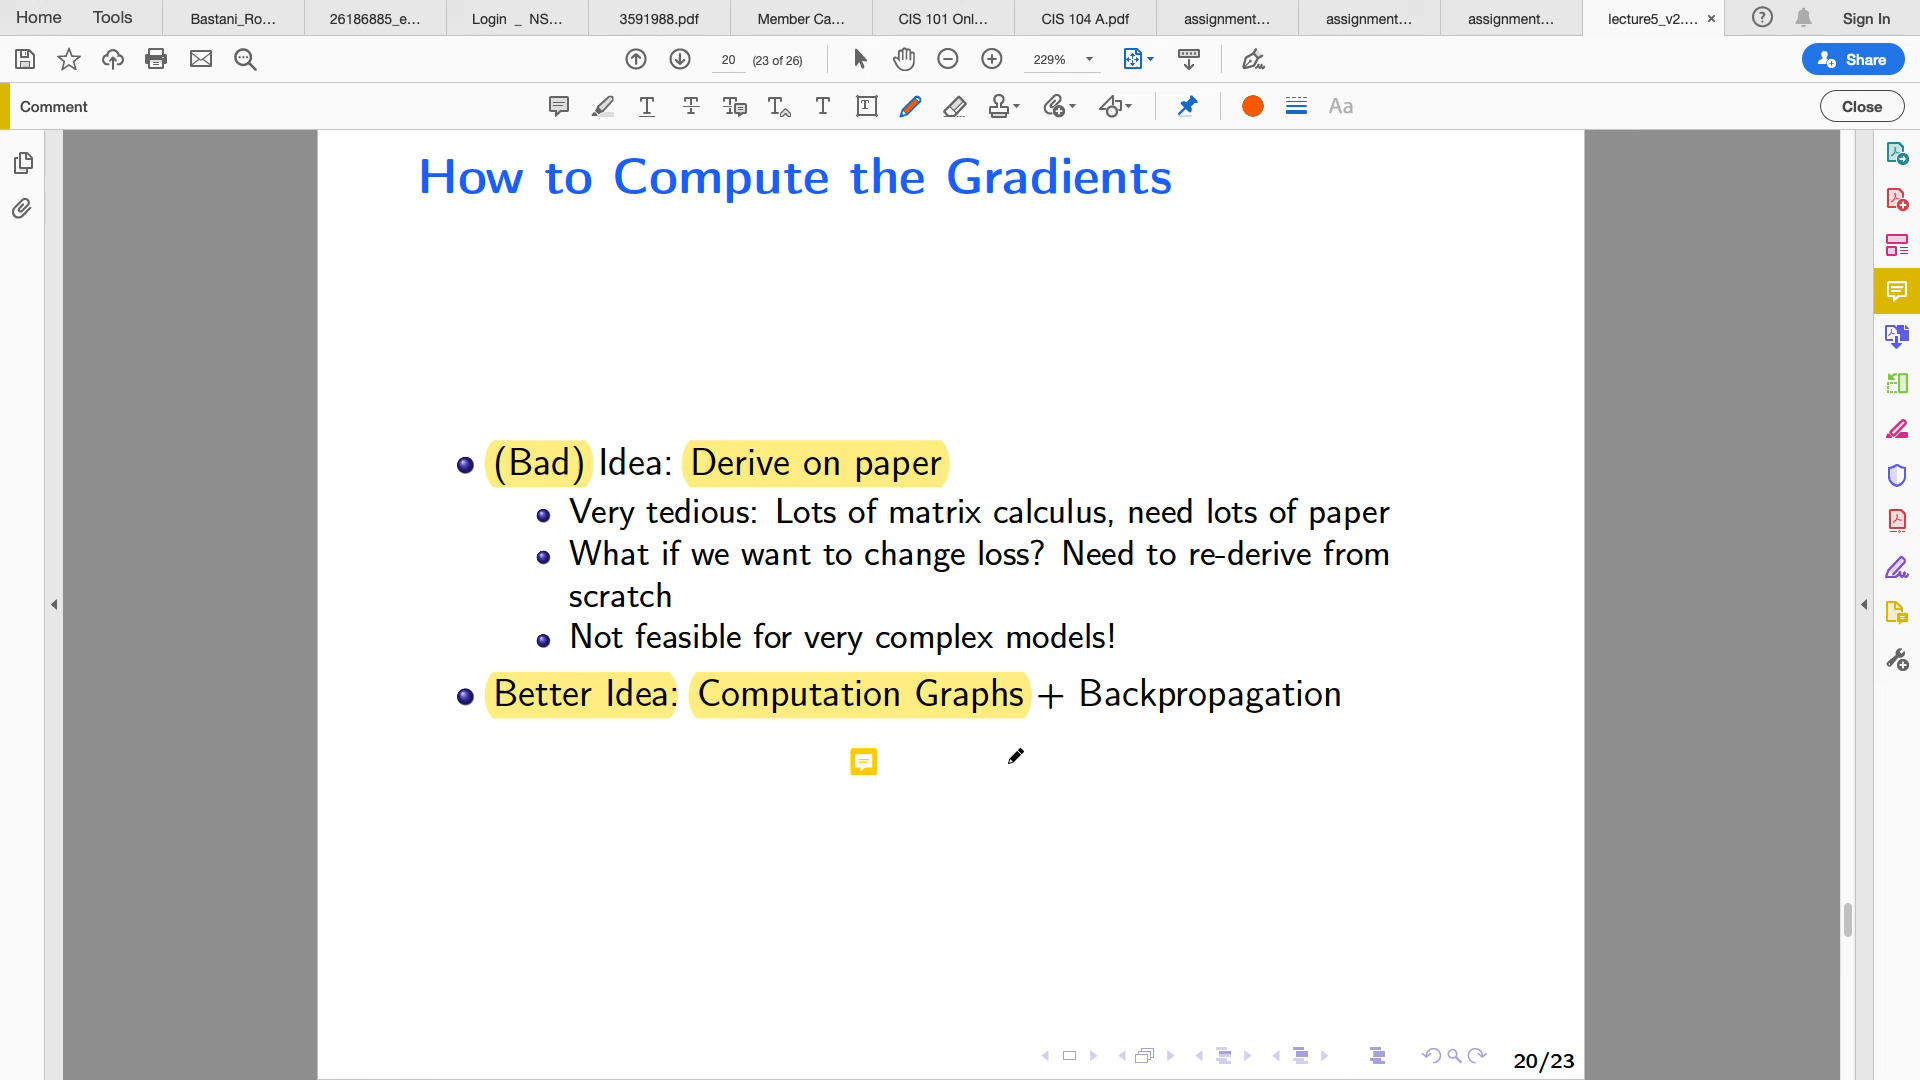 Home Tools Bastani_Ro... 26186885_e... Login _ NS... 3591988.pdf Member Ca... CIS 101 Onl... CIS 104 A.pdf assignment... assignment... assignment... lecture5_v2.... × Sign In
20 (23 of 26) 229% Share
Comment Aa Close
How to Compute the Gradients
(Bad) Idea: Derive on paper
Very tedious: Lots of matrix calculus, need lots of paper
What if we want to change loss? Need to re-derive from
scratch
Not feasible for very complex models!
Better Idea: Computation Graphs + Backpropagation
20/23